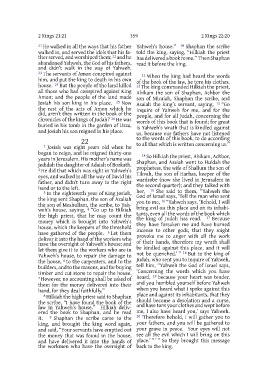 2 Kings 23:21
359
2 Kings 22:20
21 He walked in all the ways that his father
walked in, and served the idols that his fa-
ther served, and worshiped them; 22 and he
abandoned Yahweh, the God of his fathers,
and didn't walk in the way of Yahweh.
23 The servants of Amon conspired against
him, and put the king to death in his own
house. 24 But the people of the land killed
all those who had conspired against king
Amon; and the people of the land made
Josiah his son king in his place. 25 Now
the rest of the acts of Amon which he
did, aren't they written in the book of the
chronicles of the kings of Judah? 26 He was
buried in his tomb in the garden of Uzza,
and Josiah his son reigned in his place.
22
1 Josiah was eight years old when he
began to reign, and he reigned thirty-one
years in Jerusalem. His mother's name was
Jedidah the daughter of Adaiah of Bozkath.
2 He did that which was right in Yahweh's
eyes, and walked in all the way of David his
father, and didn't turn away to the right
hand or to the left.
3 In the eighteenth year of king Josiah,
the king sent Shaphan, the son of Azaliah
the son of Meshullam, the scribe, to Yah-
weh's house, saying, 4 "Go up to Hilkiah
the high priest, that he may count the
money which is brought into Yahweh's
house, which the keepers of the threshold
have gathered of the people. 5 Let them
deliver it into the hand of the workers who
have the oversight of Yahweh's house; and
let them give it to the workers who are in
Yahweh's house, to repair the damage to
the house, 6 to the carpenters, and to the
builders, and to the masons, and for buying
timber and cut stone to repair the house.
7 However, no accounting shall be asked of
them for the money delivered into their
hand, for they deal faithfully."
8 Hilkiah the high priest said to Shaphan
the scribe, "I have found the book of the
law in Yahweh's house." Hilkiah deliv-
ered the book to Shaphan, and he read
it. 9 Shaphan the scribe came to the
king, and brought the king word again,
and said, "Your servants have emptied out
the money that was found in the house,
and have delivered it into the hands of
the workmen who have the oversight of
Yahweh's house." 10 Shaphan the scribe
told the king, saying, "Hilkiah the priest
has delivered a book to me." Then Shaphan
read it before the king.
11 When the king had heard the words
of the book of the law, he tore his clothes.
12 The king commanded Hilkiah the priest,
Ahikam the son of Shaphan, Achbor the
son of Micaiah, Shaphan the scribe, and
Asaiah the king's servant, saying, 13 "Go
inquire of Yahweh for me, and for the
people, and for all Judah, concerning the
words of this book that is found; for great
is Yahweh's wrath that is kindled against
us, because our fathers have not listened
to the words of this book, to do according
to all that which is written concerning us."
14 So Hilkiah the priest, Ahikam, Achbor,
Shaphan, and Asaiah went to Huldah the
prophetess, the wife of Shallum the son of
Tikvah, the son of Harhas, keeper of the
wardrobe (now she lived in Jerusalem in
the second quarter); and they talked with
her. 15 She said to them, "Yahweh the
God of Israel says, 'Tell the man who sent
you to me, 16 "Yahweh says, 'Behold, I will
bring evil on this place and on its inhabi-
tants, even all the words of the book which
the king of Judah has read. 17 Because
they have forsaken me and have burned
incense to other gods, that they might
provoke me to anger with all the work
of their hands, therefore my wrath shall
be kindled against this place, and it will
not be quenched.'" 18 But to the king of
Judah, who sent you to inquire of Yahweh,
tell him, "Yahweh the God of Israel says,
'Concerning the words which you have
heard, 19 because your heart was tender,
and you humbled yourself before Yahweh
when you heard what I spoke against this
place and against its inhabitants, that they
should become a desolation and a curse,
and have torn your clothes and wept before
me, I also have heard you,' says Yahweh.
20 'Therefore behold, I will gather you to
your fathers, and you will be gathered to
your grave in peace. Your eyes will not
see all the evil which I will bring on this
place.'"'" So they brought this message
back to the king.